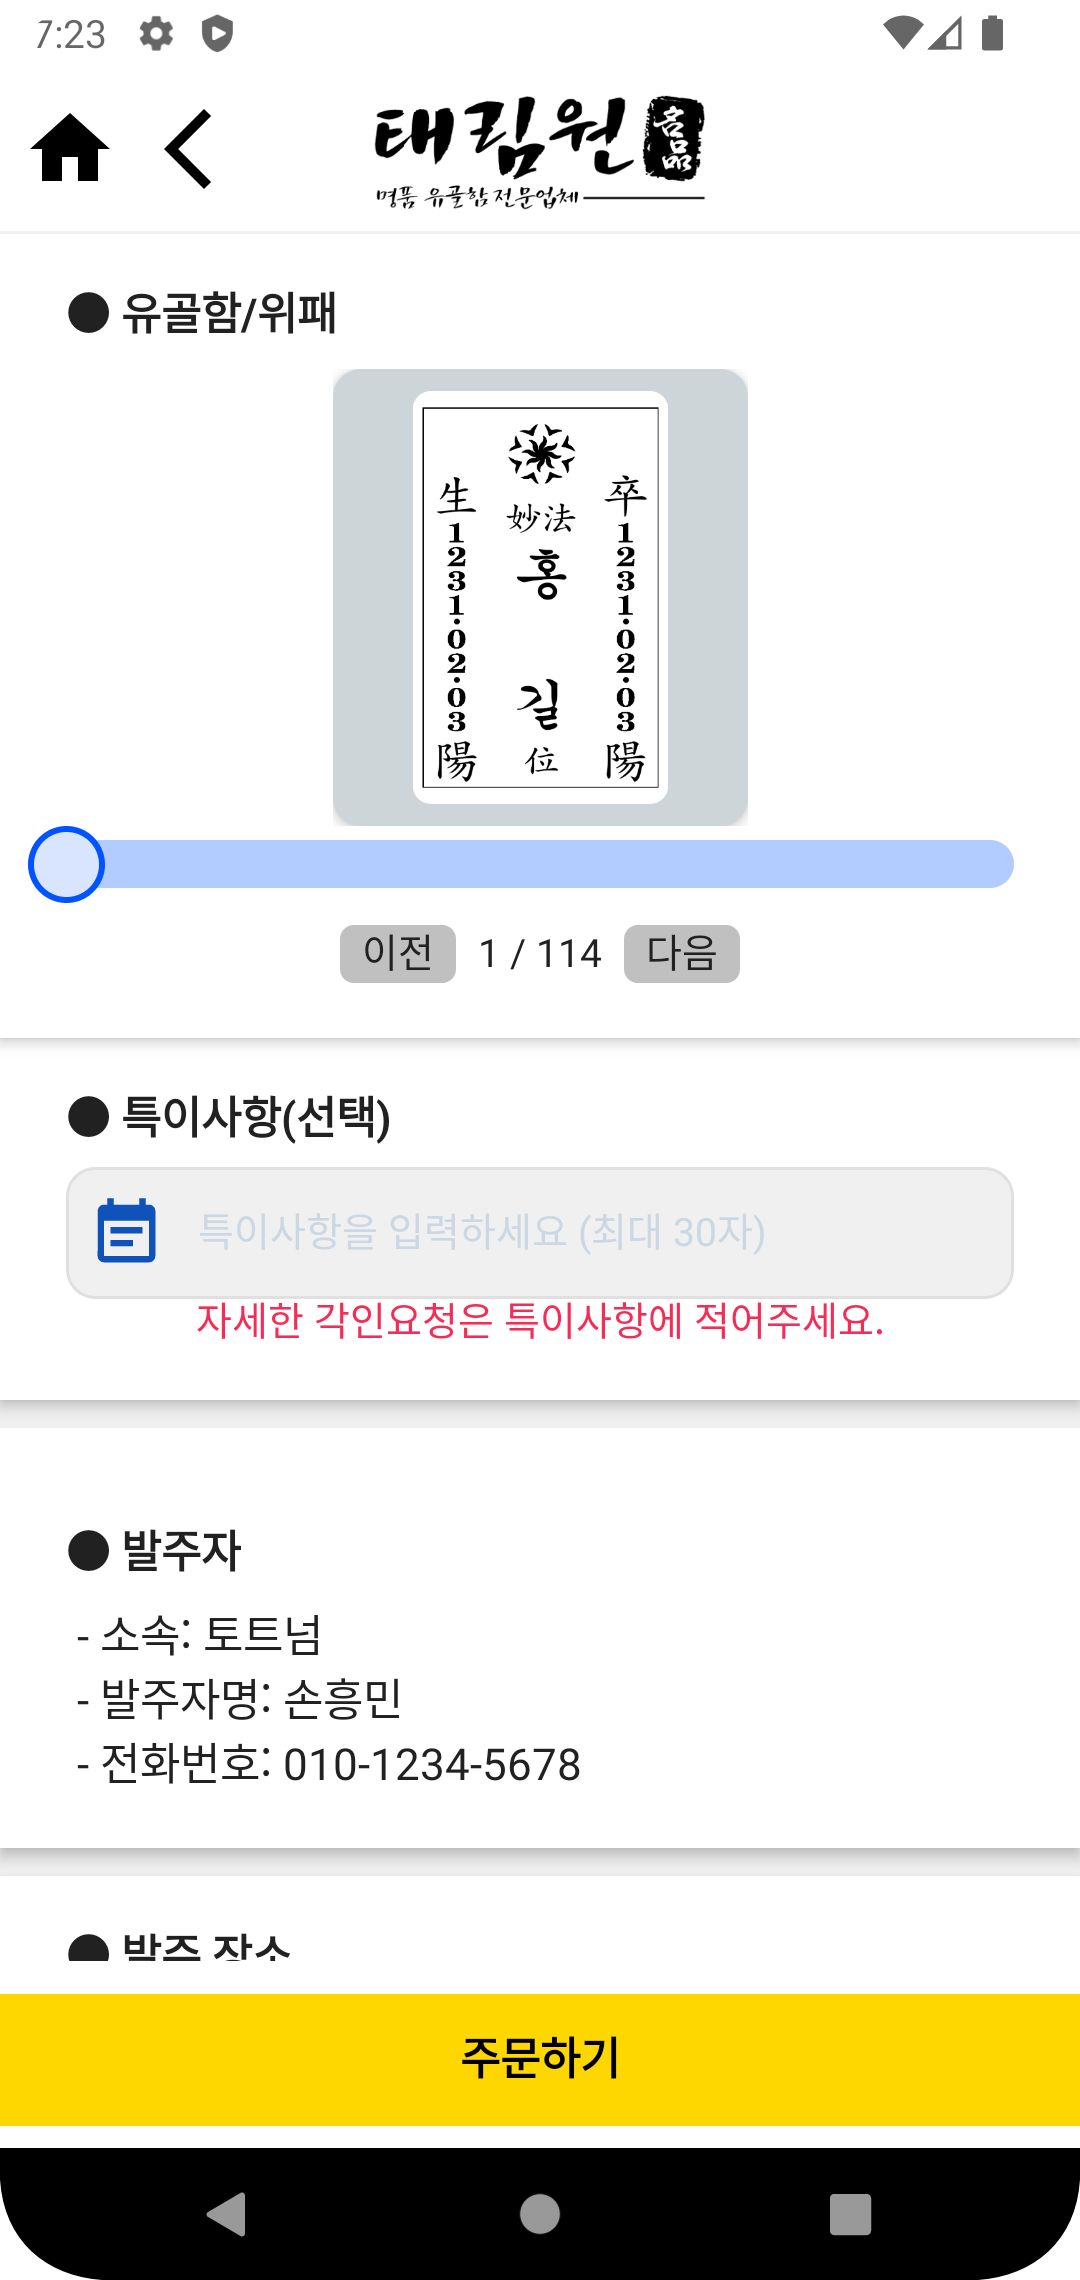 7:23
태림원 名品
명품 유골함 전문업체
● 유골함/위패
生 1231·02·03 陽
妙法 홍 길 位
卒 1231·02·03 陽
이전 1 / 114 다음
● 특이사항(선택)
특이사항을 입력하세요 (최대 30자)
자세한 각인요청은 특이사항에 적어주세요.
● 발주자
- 소속: 토트넘
- 발주자명: 손흥민
- 전화번호: 010-1234-5678
● 발주 장소
주문하기